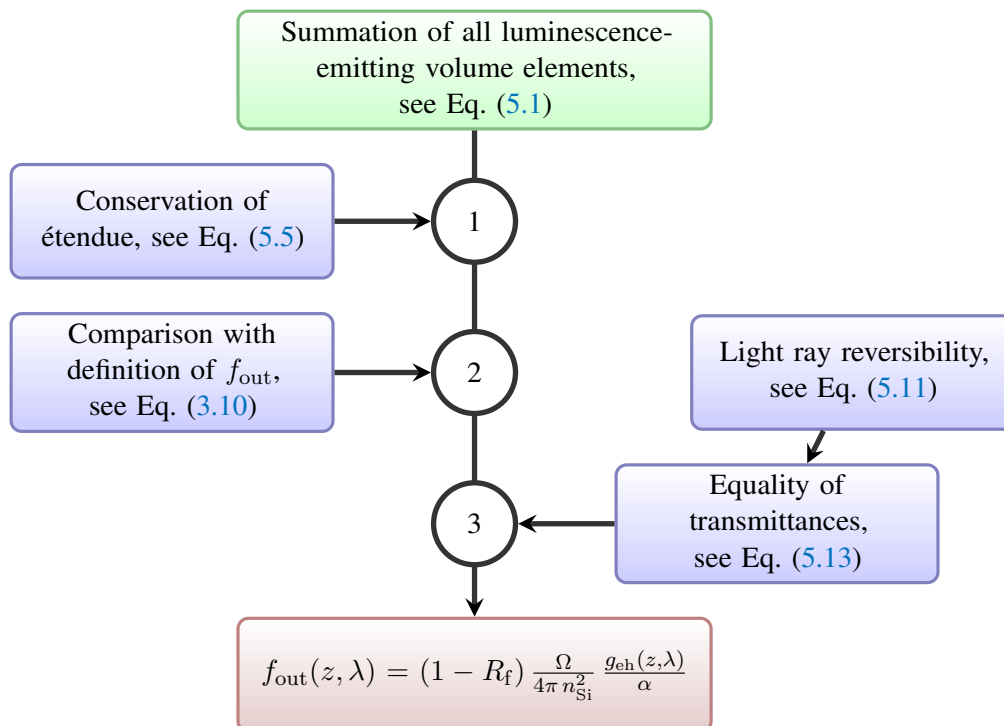 Summation of all luminescence-
emitting volume elements,
see Eq. (5.1)
Conservation of
étendue, see Eq. (5.5)
1
Comparison with
definition of f_out,
see Eq. (3.10)
2
Light ray reversibility,
see Eq. (5.11)
3
Equality of
transmittances,
see Eq. (5.13)
f_out(z, λ) = (1 − R_f) Ω/(4π n_Si^2) g_eh(z,λ)/α